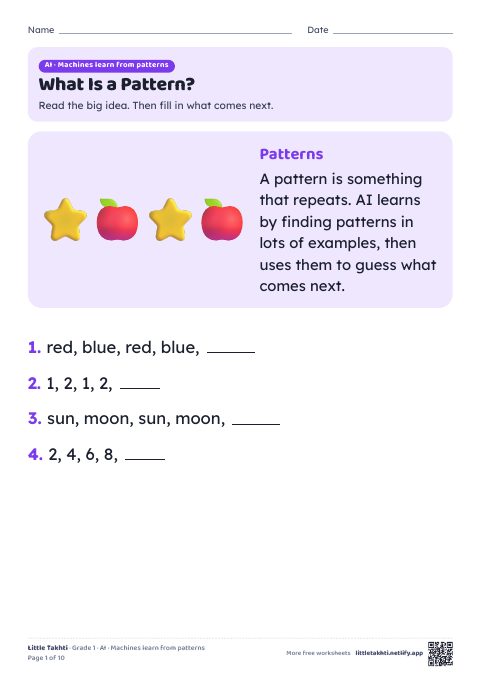 Name
Date
AI · Machines learn from patterns
What Is a Pattern?
Read the big idea. Then fill in what comes next.
Patterns
A pattern is something
that repeats. AI learns
by finding patterns in
lots of examples, then
uses them to guess what
comes next.
1. red, blue, red, blue,
2. 1, 2, 1, 2,
3. sun, moon, sun, moon,
4. 2, 4, 6, 8,
Little Takhti · Grade 1 · AI · Machines learn from patterns
Page 1 of 10
More free worksheets littletakhti.netlify.app